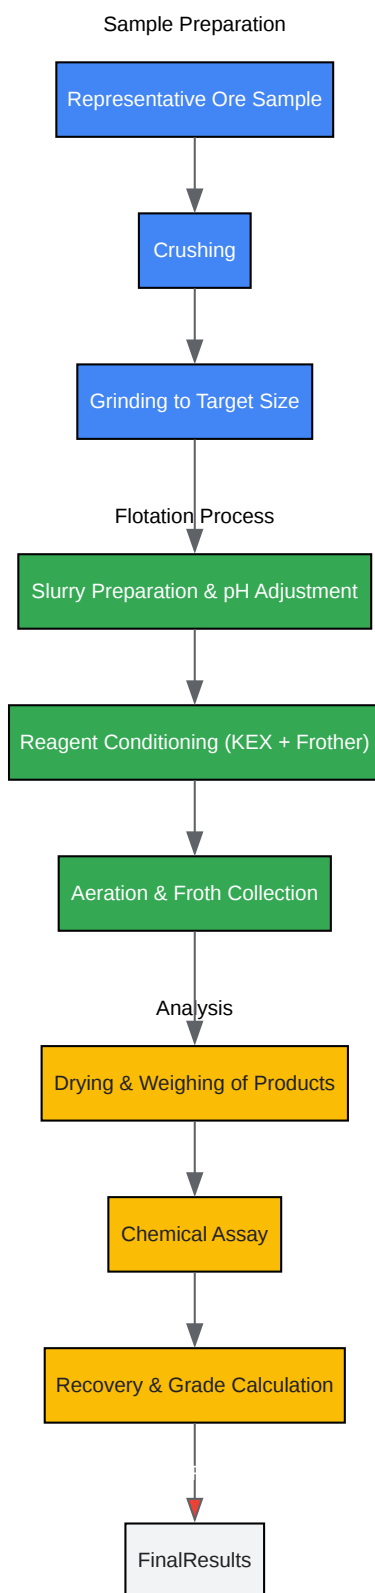 Sample Preparation
Representative Ore Sample
Crushing
Grinding to Target Size
Flotation Process
Slurry Preparation & pH Adjustment
Reagent Conditioning (KEX + Frother)
Aeration & Froth Collection
Analysis
Drying & Weighing of Products
Chemical Assay
Recovery & Grade Calculation
FinalResults